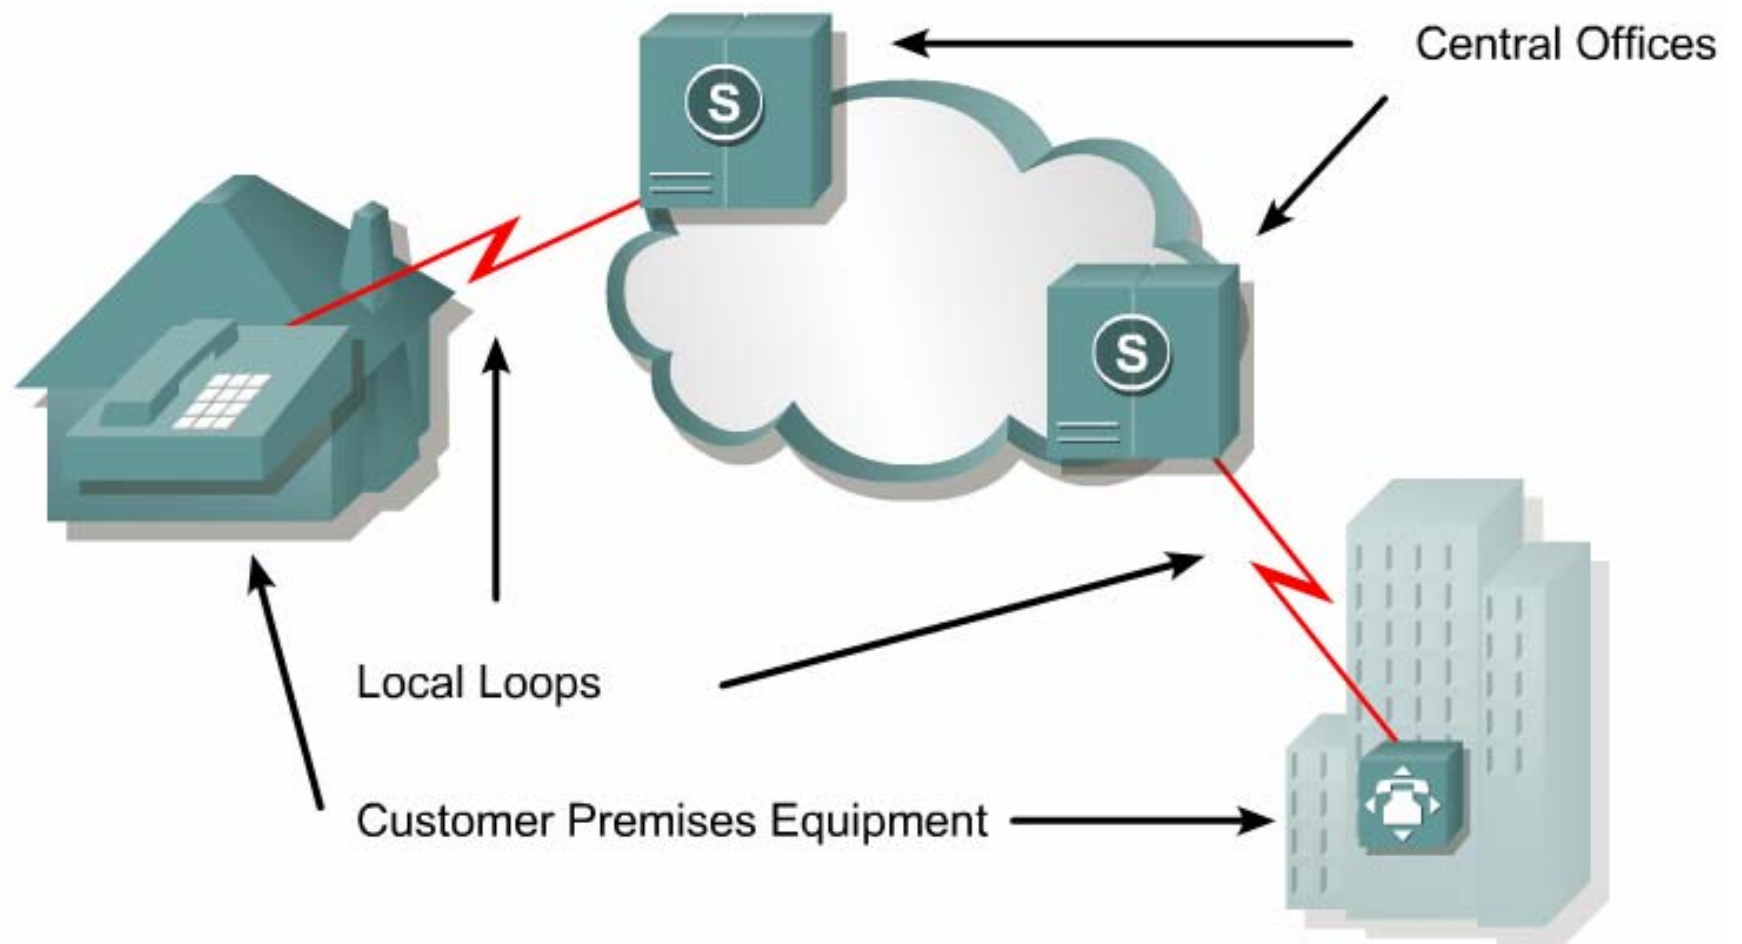 Central Offices
S
S
Local Loops
Customer Premises Equipment